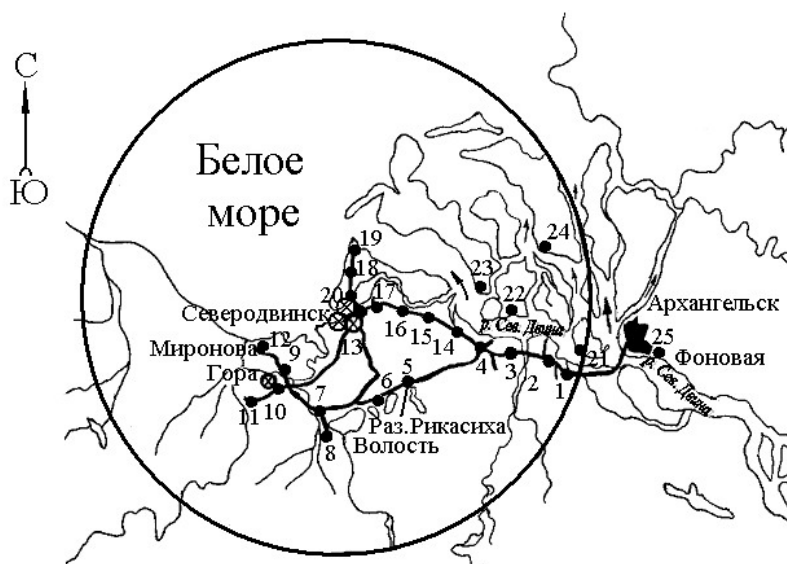 С
Ю
Белое
море
19
18
24
23
20
17
22
Северодвинск
16
15
р. Сев. Двина
Архангельск
12
13
14
Миронова
9
4
3
2
21
25
Фоновая
Гора
5
1
р. Сев. Двина
10
7
6
11
Раз.Рикасиха
8
Волость